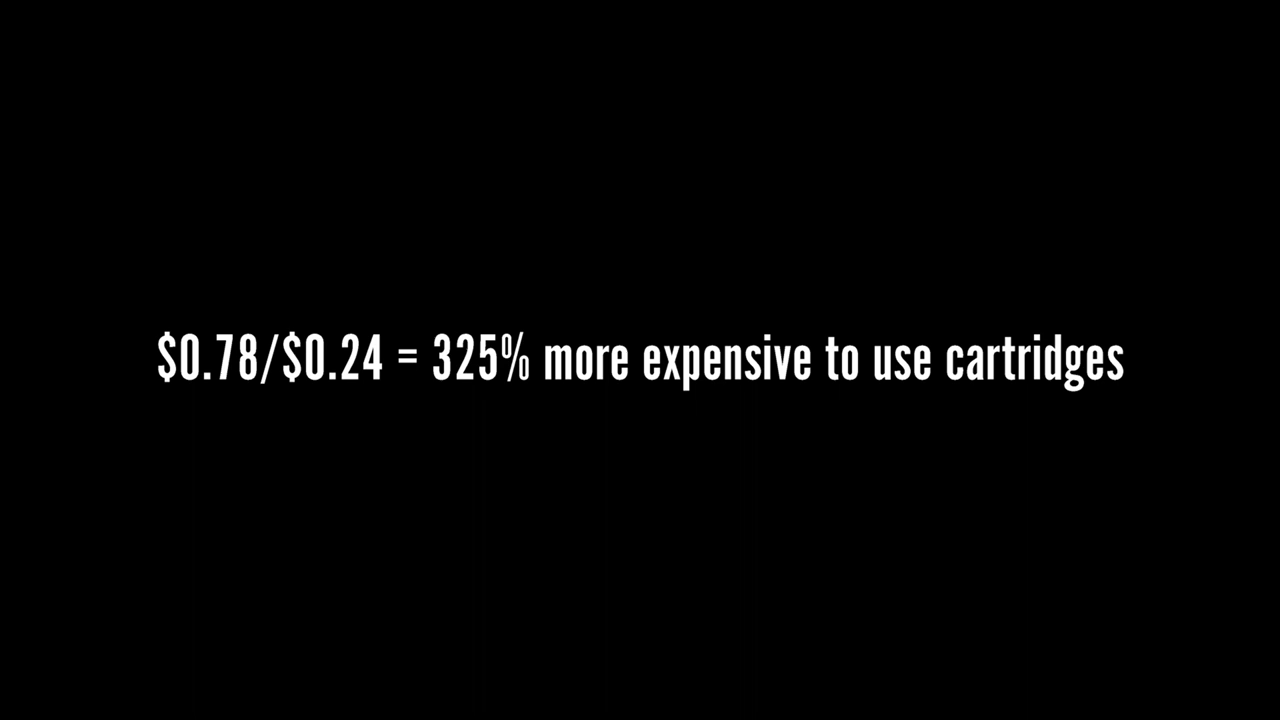 $0.78/$0.24 = 325% more expensive to use cartridges